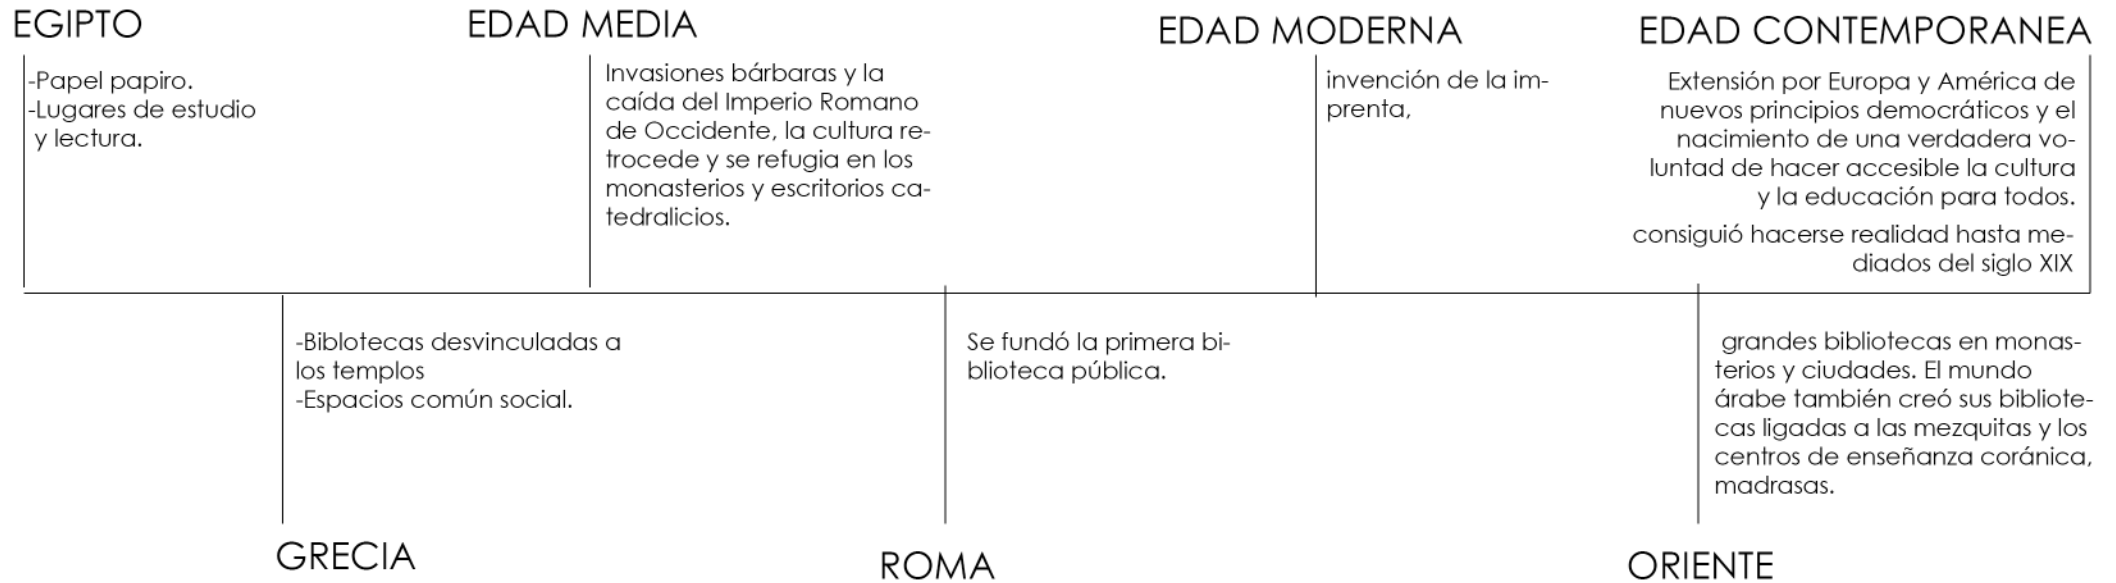 EGIPTO
-Papel papiro.
-Lugares de estudio
y lectura.
EDAD MEDIA
Invasiones bárbaras y la
caída del Imperio Romano
de Occidente, la cultura re-
trocede y se refugia en los
monasterios y escritorios ca-
tedralicios.
EDAD MODERNA
invención de la im-
prenta,
EDAD CONTEMPORANEA
Extensión por Europa y América de
nuevos principios democráticos y el
nacimiento de una verdadera vo-
luntad de hacer accesible la cultura
y la educación para todos.
consiguió hacerse realidad hasta me-
diados del siglo XIX
-Biblotecas desvinculadas a
los templos
-Espacios común social.
GRECIA
Se fundó la primera bi-
blioteca pública.
ROMA
grandes bibliotecas en monas-
terios y ciudades. El mundo
árabe también creó sus bibliote-
cas ligadas a las mezquitas y los
centros de enseñanza coránica,
madrasas.
ORIENTE